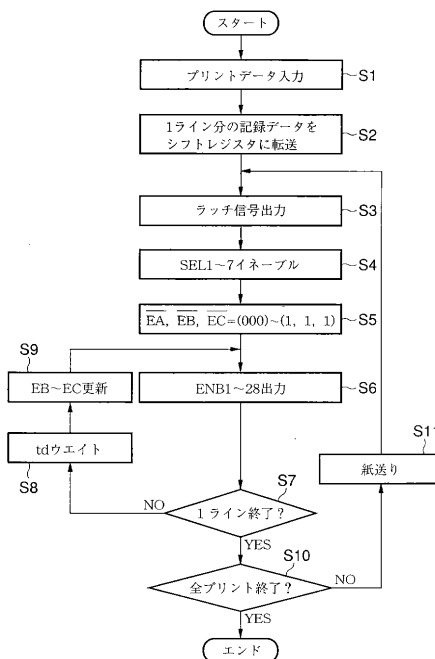 スタート
プリントデータ入力
S1
1ライン分の記録データを
シフトレジスタに転送
S2
ラッチ信号出力
S3
SEL1~7イネーブル
S4
EA, EB, EC=(000)~(1, 1, 1)
S5
S9
EB~EC更新
ENB1~28出力
S6
tdウエイト
S8
S11
紙送り
S7
1ライン終了?
NO
YES
S10
全プリント終了?
NO
YES
エンド